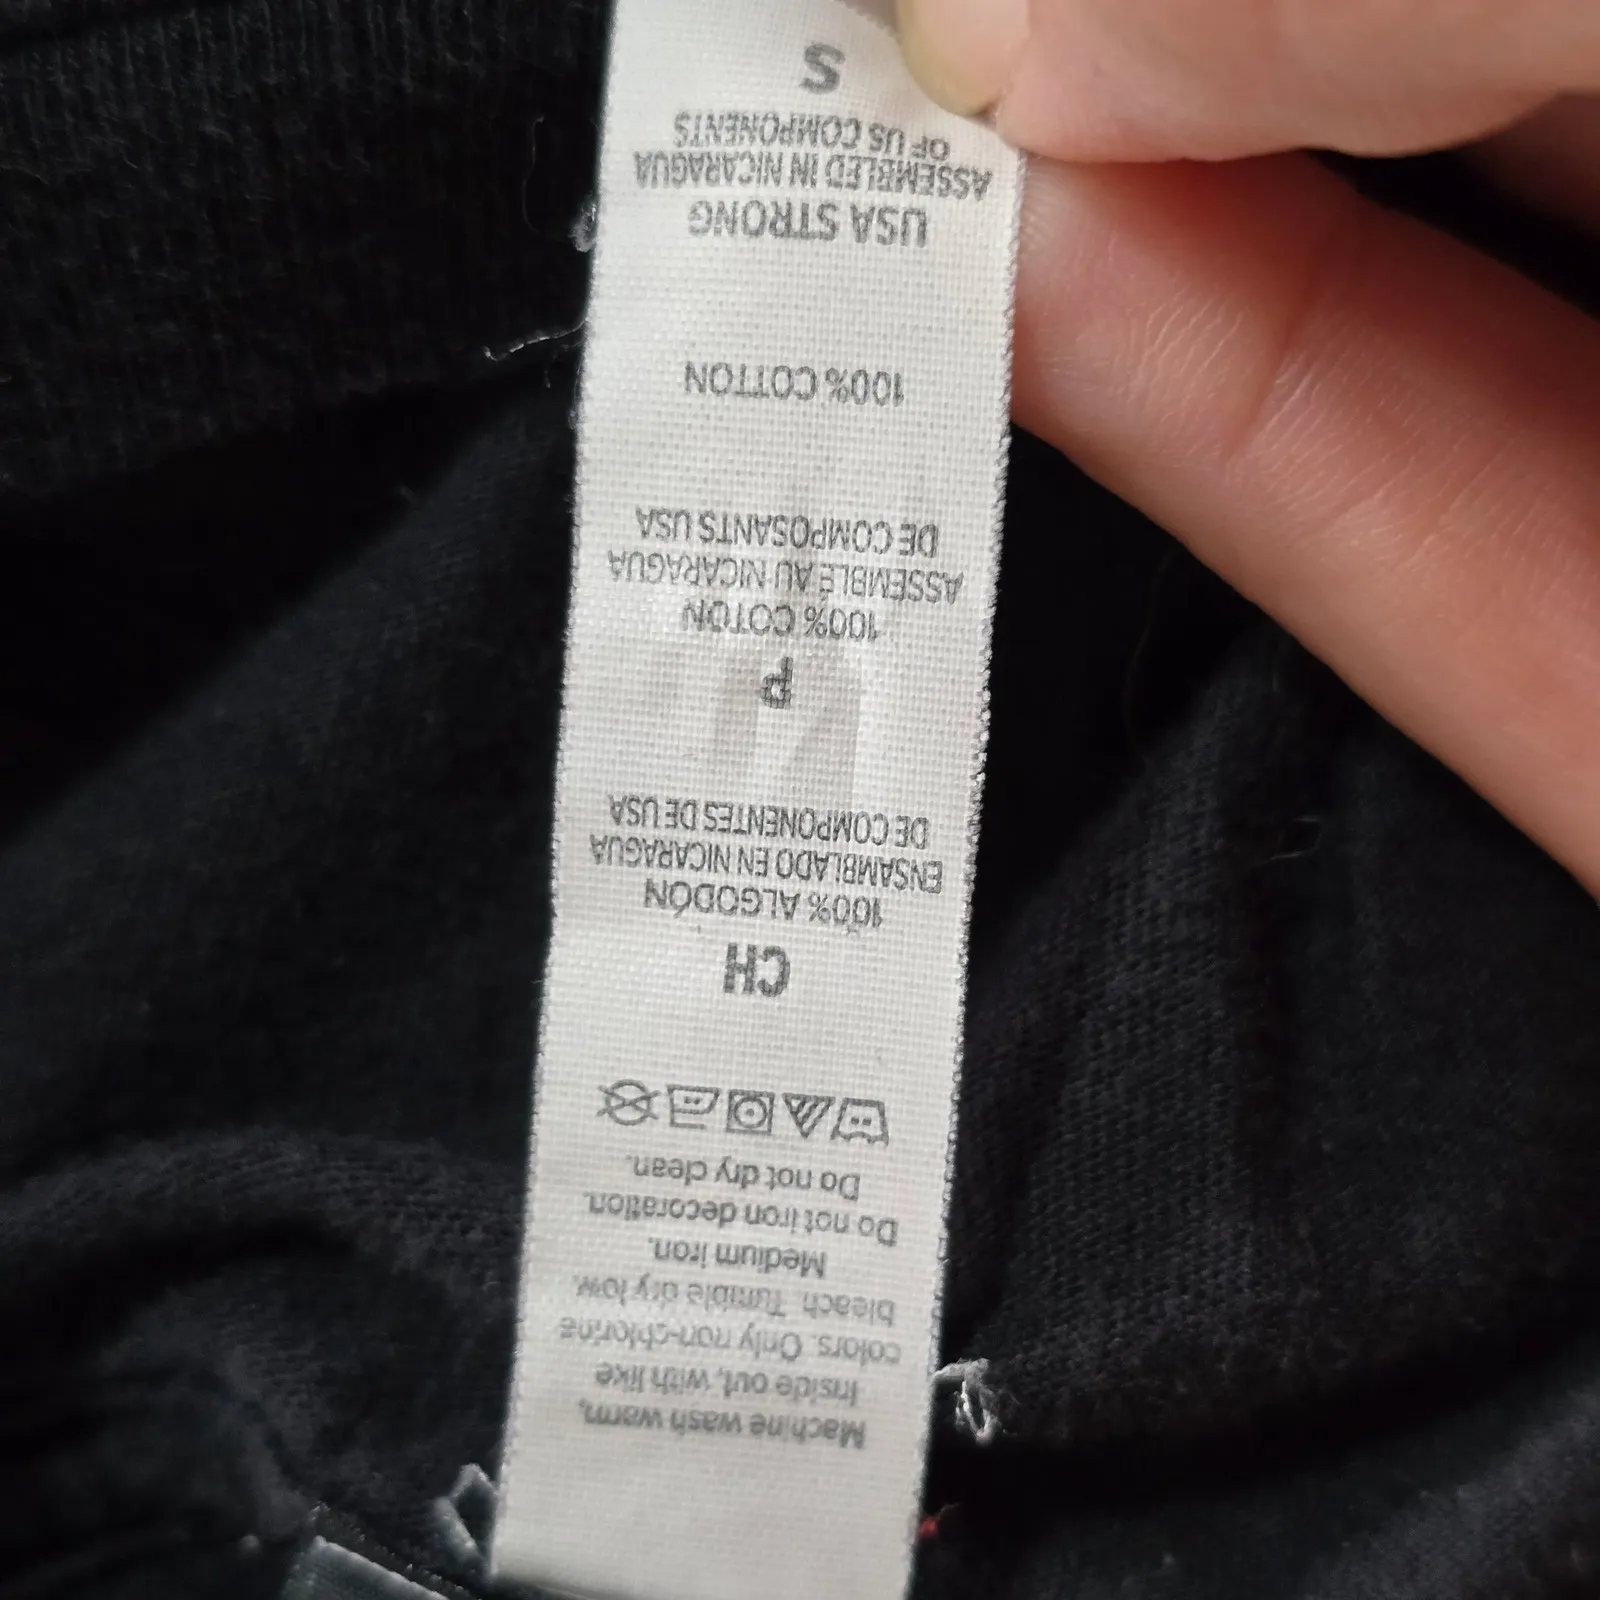 Machine wash warm,
Inside out, with like
colors. Only non-chlorine
bleach. Tumble dry low.
Medium iron.
Do not iron decoration.
Do not dry clean.
CH
100% ALGODÓN
ENSAMBLADO EN NICARAGUA
DE COMPONENTES DE USA
P
100% COTON
ASSEMBLÉ AU NICARAGUA
DE COMPOSANTS USA
100% COTTON
USA STRONG
ASSEMBLED IN NICARAGUA
OF US COMPONENTS
S